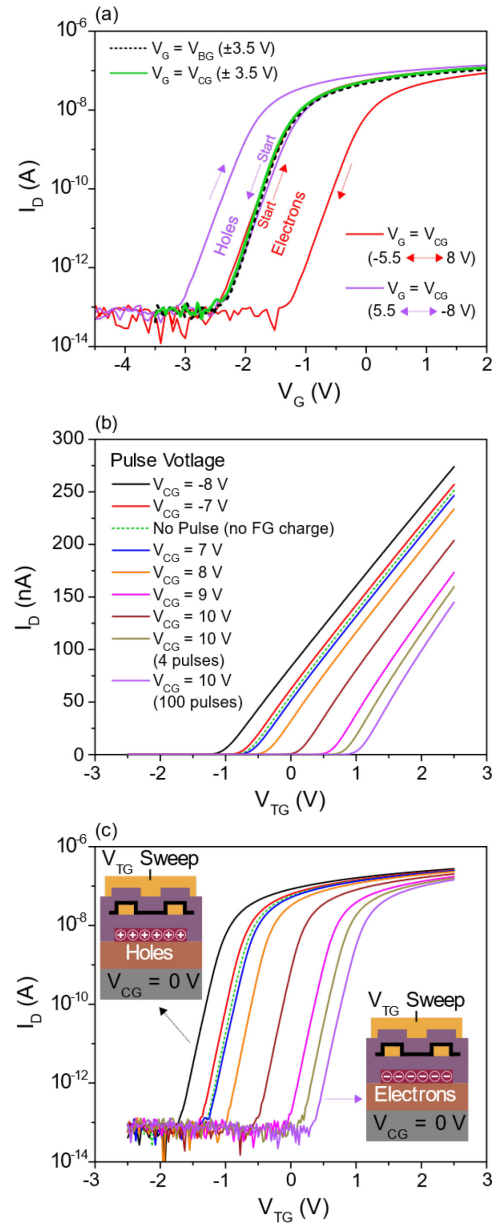 (a)
V_G = V_BG (±3.5 V)
V_G = V_CG (± 3.5 V)
Start
Start
Holes
Electrons
V_G = V_CG
(-5.5 8 V)
V_G = V_CG
(5.5 -8 V)
10^-6
10^-8
10^-10
10^-12
10^-14
I_D (A)
-4 -3 -2 -1 0 1 2
V_G (V)
(b)
Pulse Votlage
V_CG = -8 V
V_CG = -7 V
No Pulse (no FG charge)
V_CG = 7 V
V_CG = 8 V
V_CG = 9 V
V_CG = 10 V
V_CG = 10 V
(4 pulses)
V_CG = 10 V
(100 pulses)
300
250
200
150
100
50
0
I_D (nA)
-3 -2 -1 0 1 2 3
V_TG (V)
(c)
V_TG Sweep
Holes
V_CG = 0 V
V_TG Sweep
Electrons
V_CG = 0 V
10^-6
10^-8
10^-10
10^-12
10^-14
I_D (A)
-3 -2 -1 0 1 2 3
V_TG (V)